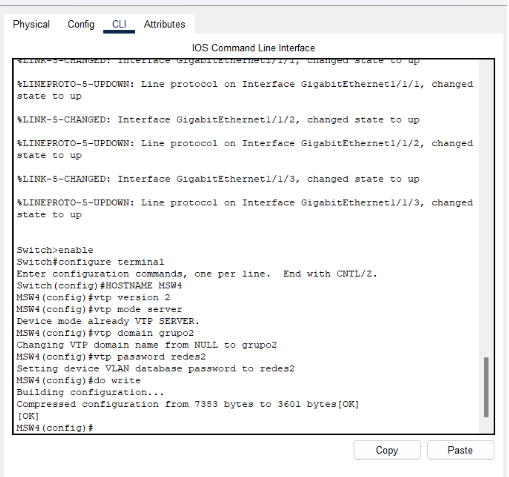 Physical Config CLI Attributes
IOS Command Line Interface
%LINK-5-CHANGED: Interface GigabitEthernet1/1/1, changed state to up
%LINEPROTO-5-UPDOWN: Line protocol on Interface GigabitEthernet1/1/1, changed
state to up
%LINK-5-CHANGED: Interface GigabitEthernet1/1/2, changed state to up
%LINEPROTO-5-UPDOWN: Line protocol on Interface GigabitEthernet1/1/2, changed
state to up
%LINK-5-CHANGED: Interface GigabitEthernet1/1/3, changed state to up
%LINEPROTO-5-UPDOWN: Line protocol on Interface GigabitEthernet1/1/3, changed
state to up
Switch>enable
Switch#configure terminal
Enter configuration commands, one per line.  End with CNTL/Z.
Switch(config)#HOSTNAME MSW4
MSW4(config)#vtp version 2
MSW4(config)#vtp mode server
Device mode already VTP SERVER.
MSW4(config)#vtp domain grupo2
Changing VTP domain name from NULL to grupo2
MSW4(config)#vtp password redes2
Setting device VLAN database password to redes2
MSW4(config)#do write
Building configuration...
Compressed configuration from 7383 bytes to 3601 bytes[OK]
[OK]
MSW4(config)#
Copy Paste